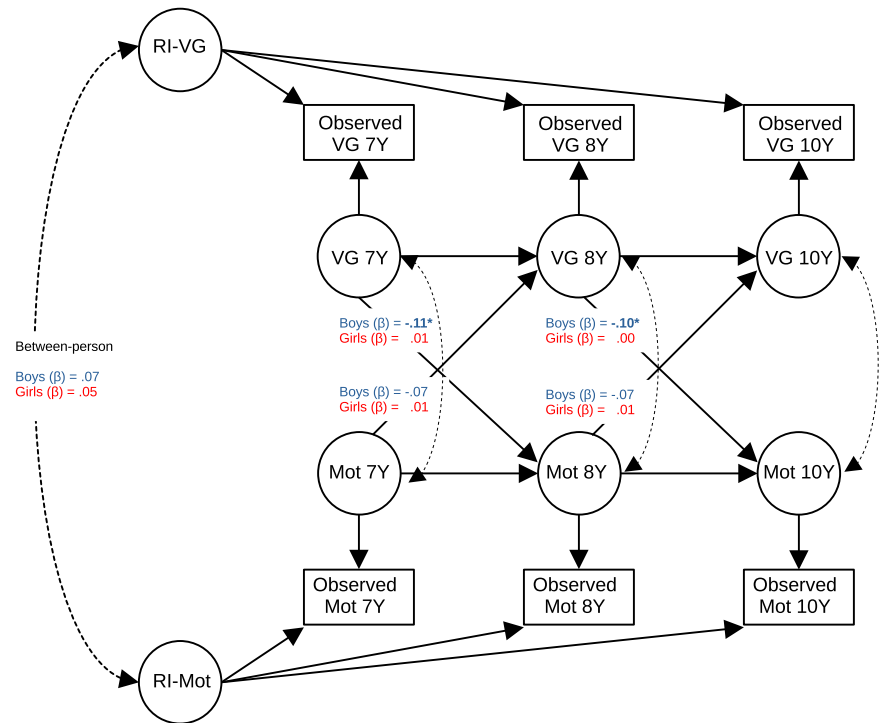 RI-VG
Observed
VG 7Y
Observed
VG 8Y
Observed
VG 10Y
VG 7Y
VG 8Y
VG 10Y
Boys (β) = -.11*
Girls (β) = .01
Boys (β) = -.10*
Girls (β) = .00
Between-person
Boys (β) = .07
Girls (β) = .05
Boys (β) = -.07
Girls (β) = .01
Boys (β) = -.07
Girls (β) = .01
Mot 7Y
Mot 8Y
Mot 10Y
Observed
Mot 7Y
Observed
Mot 8Y
Observed
Mot 10Y
RI-Mot